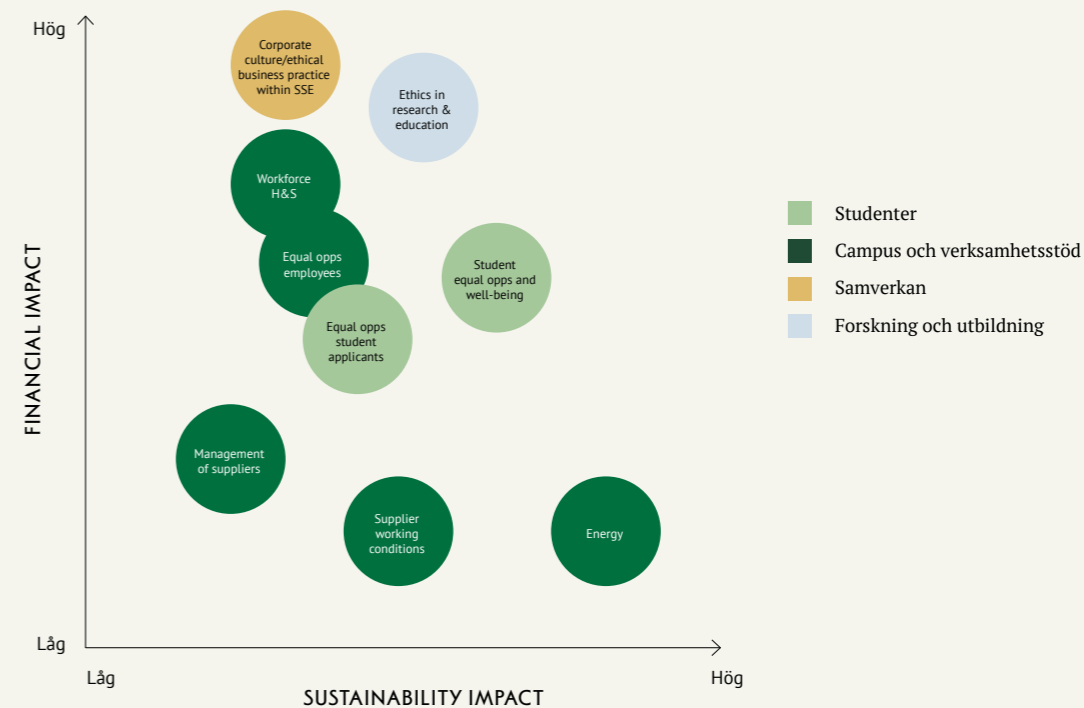 Hög
Corporate
culture/ethical
business practice
within SSE
Ethics in
research &
education
Workforce
H&S
Equal opps
employees
Student
equal opps and
well-being
Equal opps
student
applicants
Management
of suppliers
Supplier
working
conditions
Energy
FINANCIAL IMPACT
Låg
Låg
Hög
SUSTAINABILITY IMPACT
Studenter
Campus och verksamhetsstöd
Samverkan
Forskning och utbildning